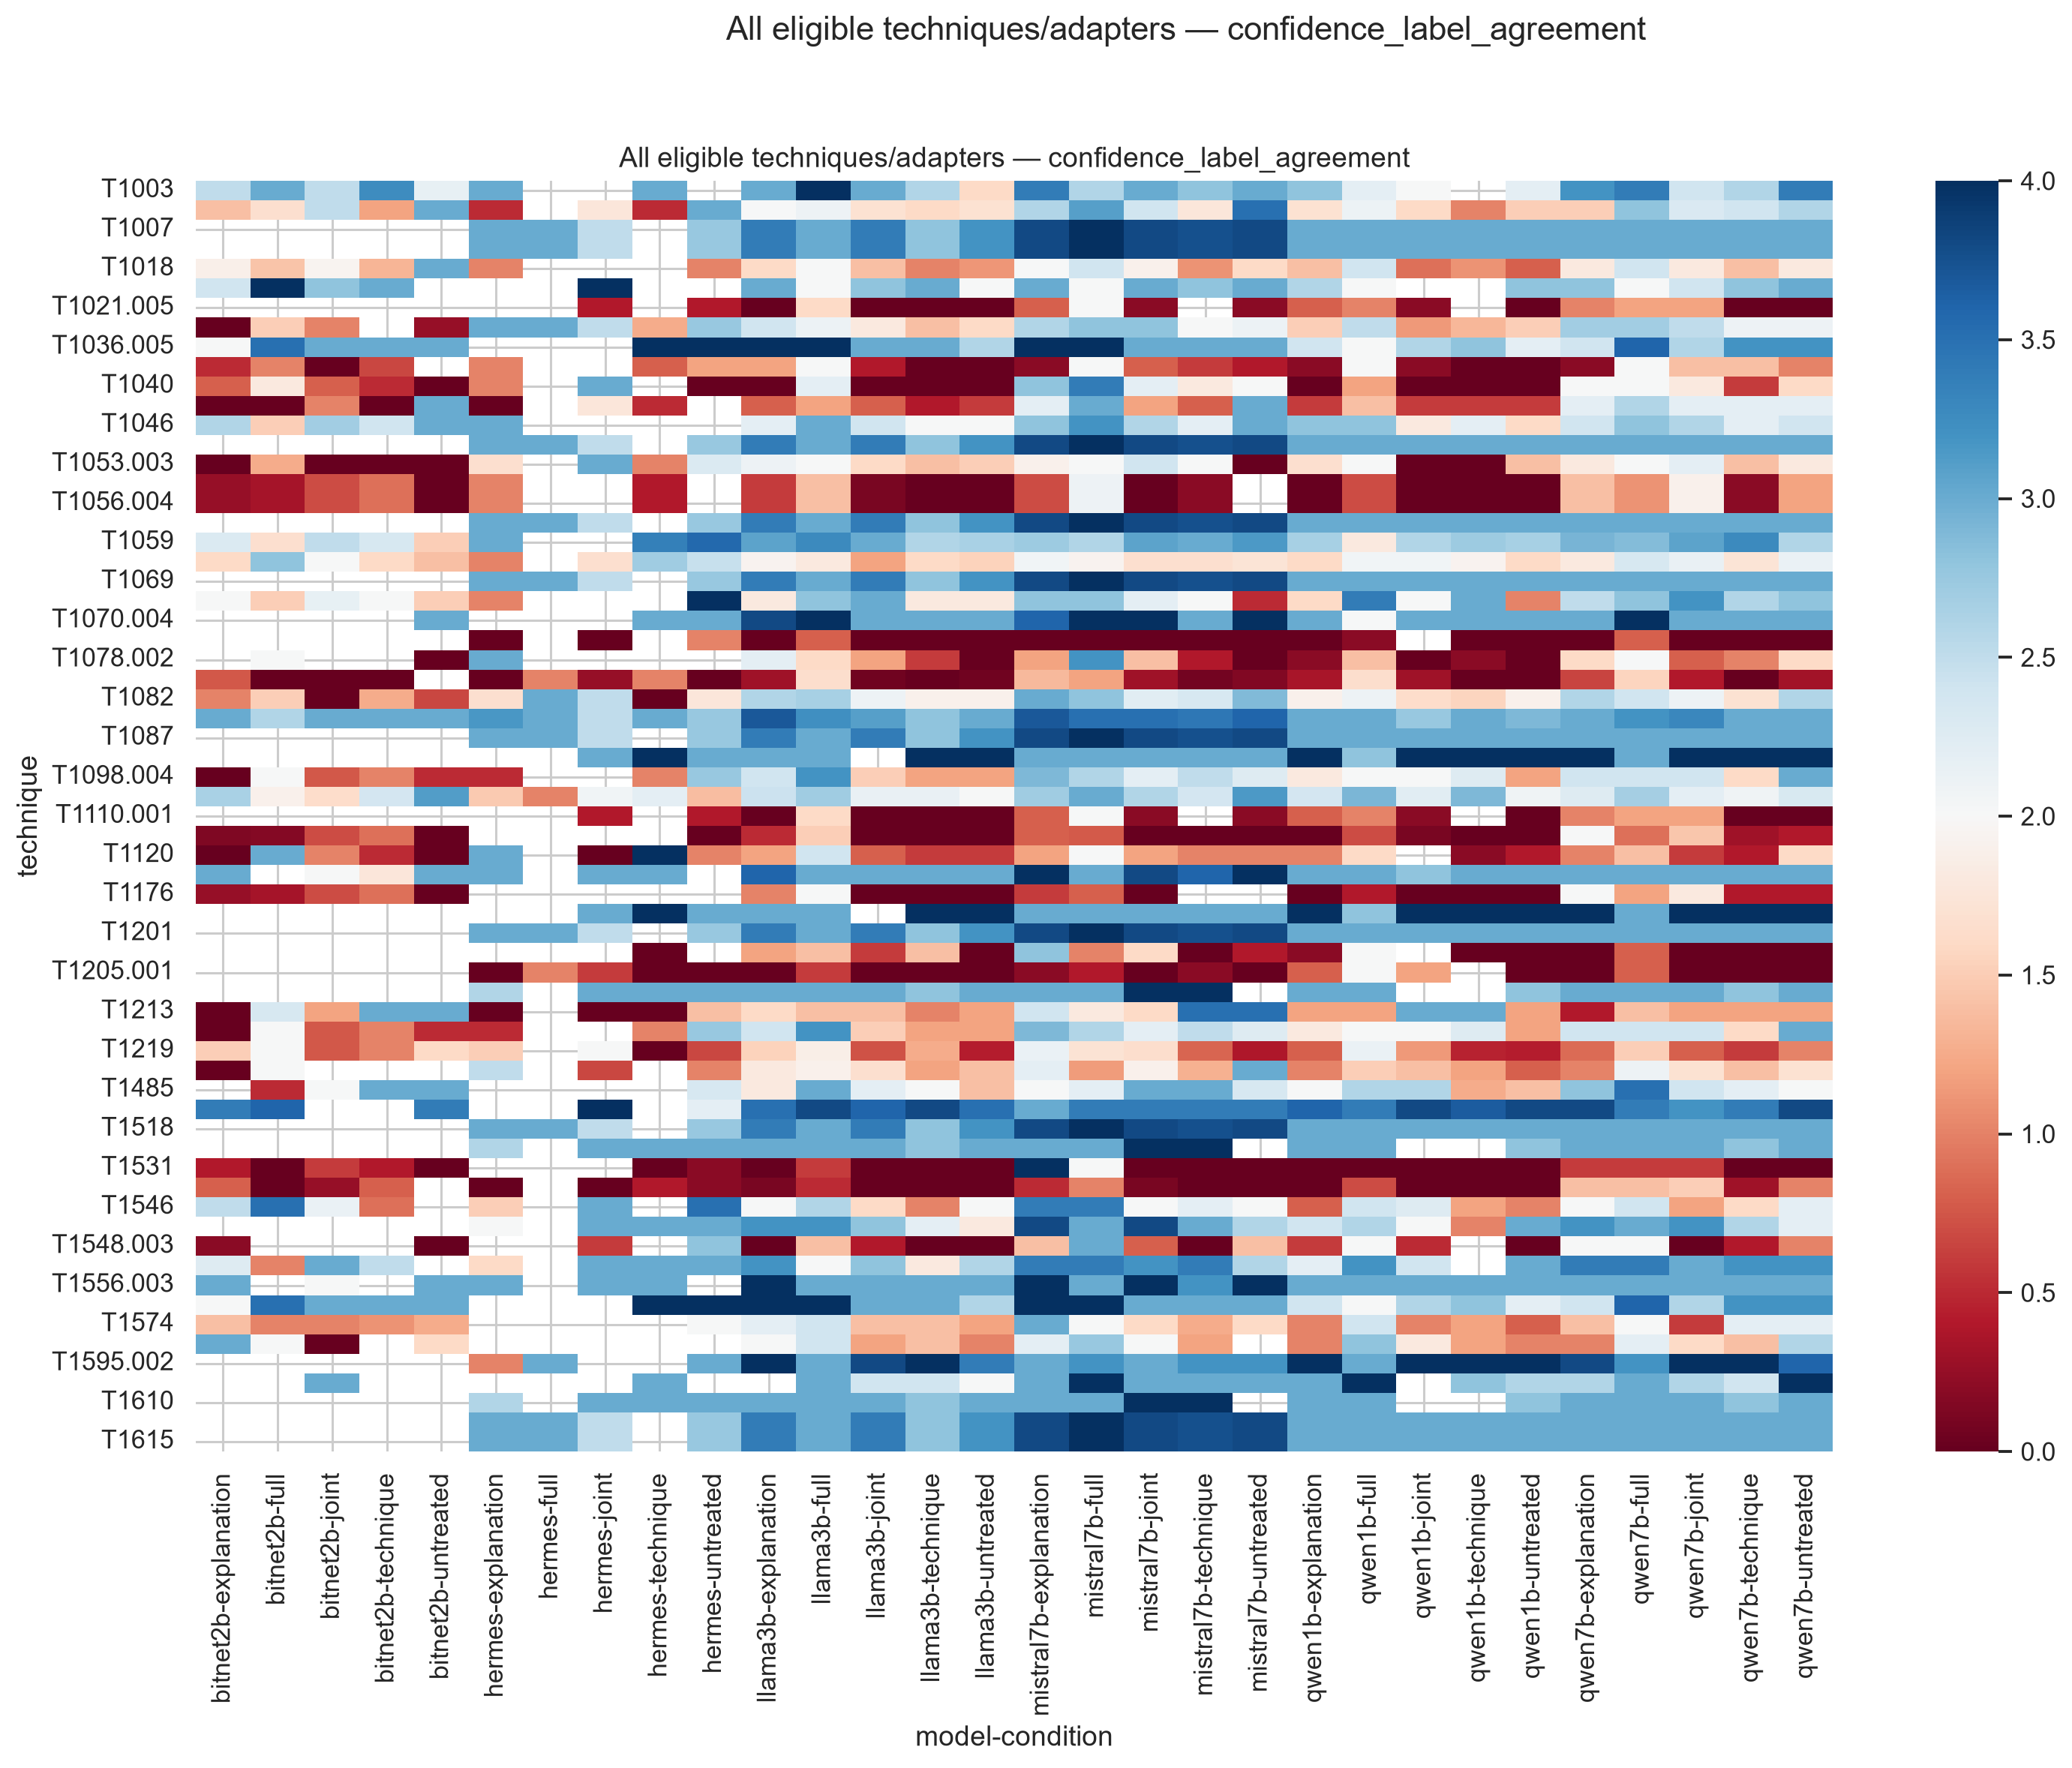 All eligible techniques/adapters — confidence_label_agreement
All eligible techniques/adapters — confidence_label_agreement
technique
T1003
T1007
T1018
T1021.005
T1036.005
T1040
T1046
T1053.003
T1056.004
T1059
T1069
T1070.004
T1078.002
T1082
T1087
T1098.004
T1110.001
T1120
T1176
T1201
T1205.001
T1213
T1219
T1485
T1518
T1531
T1546
T1548.003
T1556.003
T1574
T1595.002
T1610
T1615
bitnet2b-explanation
bitnet2b-full
bitnet2b-joint
bitnet2b-technique
bitnet2b-untreated
hermes-explanation
hermes-full
hermes-joint
hermes-technique
hermes-untreated
llama3b-explanation
llama3b-full
llama3b-joint
llama3b-technique
llama3b-untreated
mistral7b-explanation
mistral7b-full
mistral7b-joint
mistral7b-technique
mistral7b-untreated
qwen1b-explanation
qwen1b-full
qwen1b-joint
qwen1b-technique
qwen1b-untreated
qwen7b-explanation
qwen7b-full
qwen7b-joint
qwen7b-technique
qwen7b-untreated
model-condition
4.0
3.5
3.0
2.5
2.0
1.5
1.0
0.5
0.0